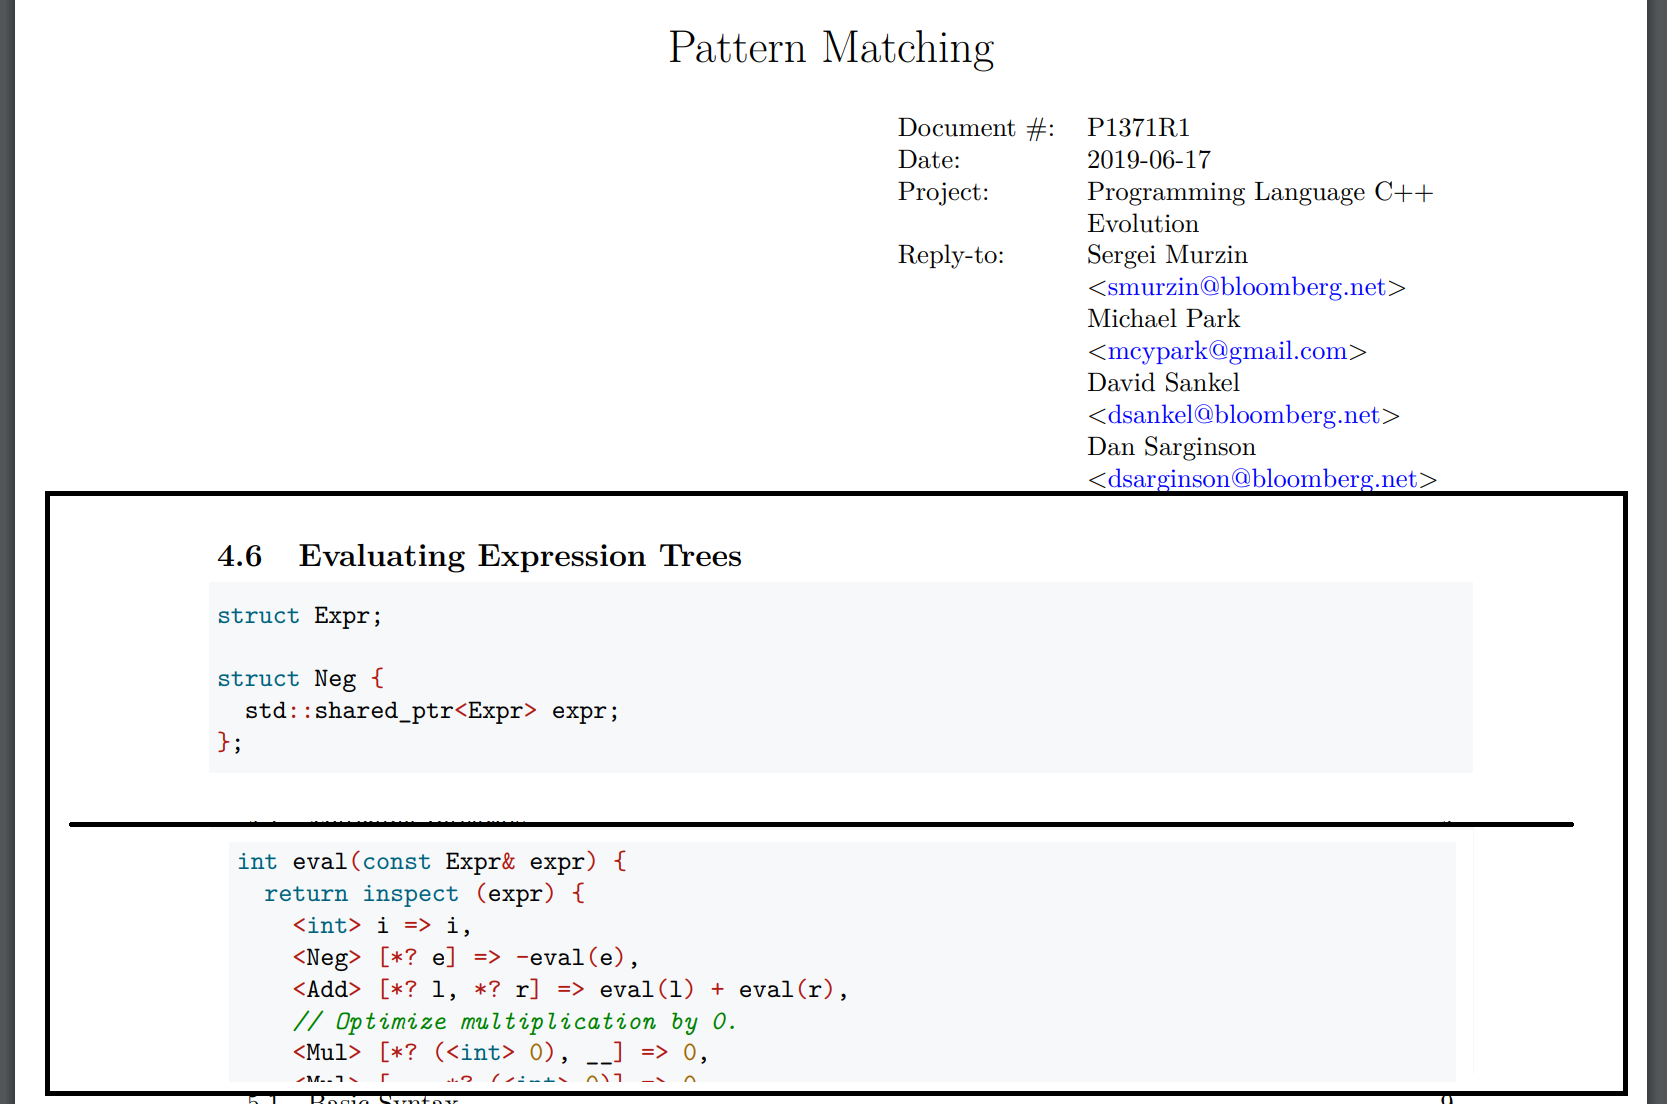 Pattern Matching
Document #: P1371R1
Date: 2019-06-17
Project: Programming Language C++
Evolution
Reply-to: Sergei Murzin
<smurzin@bloomberg.net>
Michael Park
<mcypark@gmail.com>
David Sankel
<dsankel@bloomberg.net>
Dan Sarginson
<dsarginson@bloomberg.net>
4.6 Evaluating Expression Trees
struct Expr;
struct Neg {
std::shared_ptr<Expr> expr;
};
int eval(const Expr& expr) {
return inspect (expr) {
<int> i => i,
<Neg> [*? e] => -eval(e),
<Add> [*? l, *? r] => eval(l) + eval(r),
// Optimize multiplication by 0.
<Mul> [*? (<int> 0), __] => 0,
5.1 Basic Syntax 9